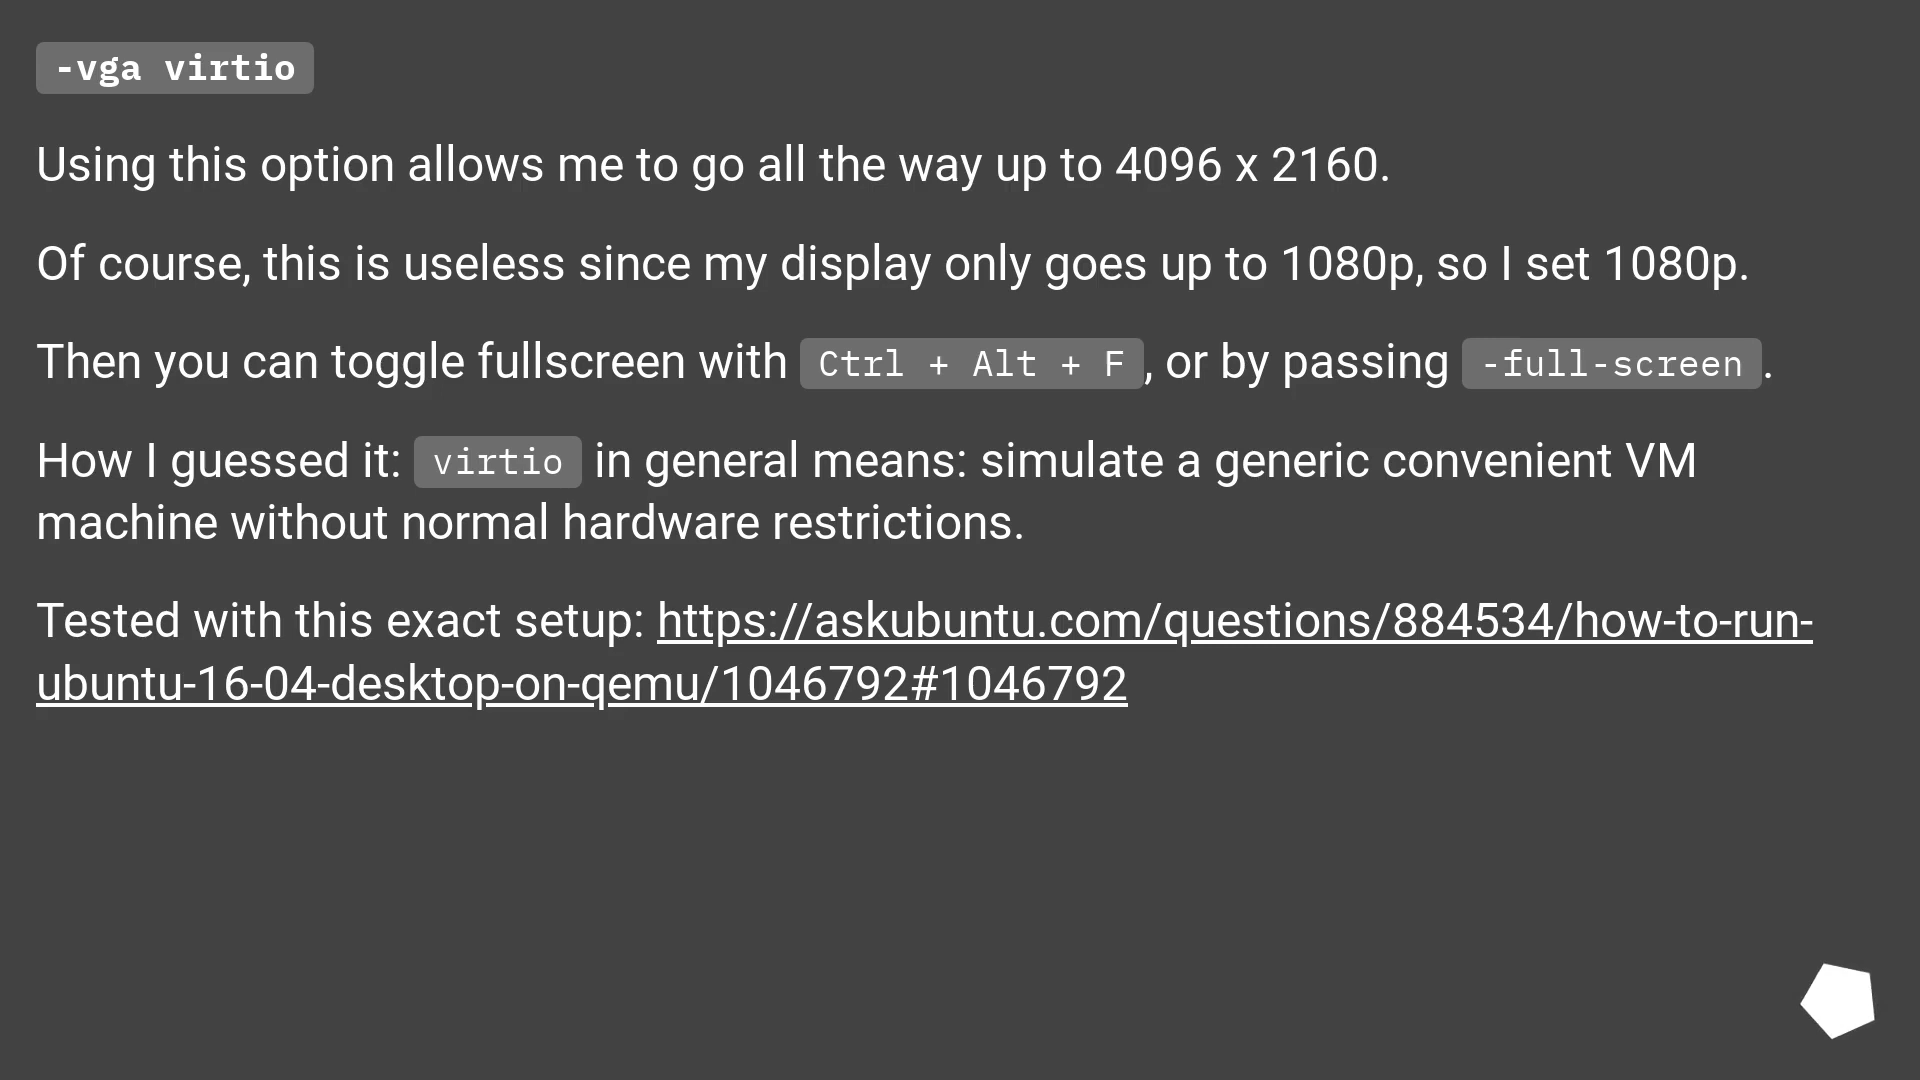 -vga virtio
Using this option allows me to go all the way up to 4096 x 2160.
Of course, this is useless since my display only goes up to 1080p, so I set 1080p.
Then you can toggle fullscreen with Ctrl + Alt + F, or by passing -full-screen.
How I guessed it: virtio in general means: simulate a generic convenient VM
machine without normal hardware restrictions.
Tested with this exact setup: https://askubuntu.com/questions/884534/how-to-run-
ubuntu-16-04-desktop-on-qemu/1046792#1046792